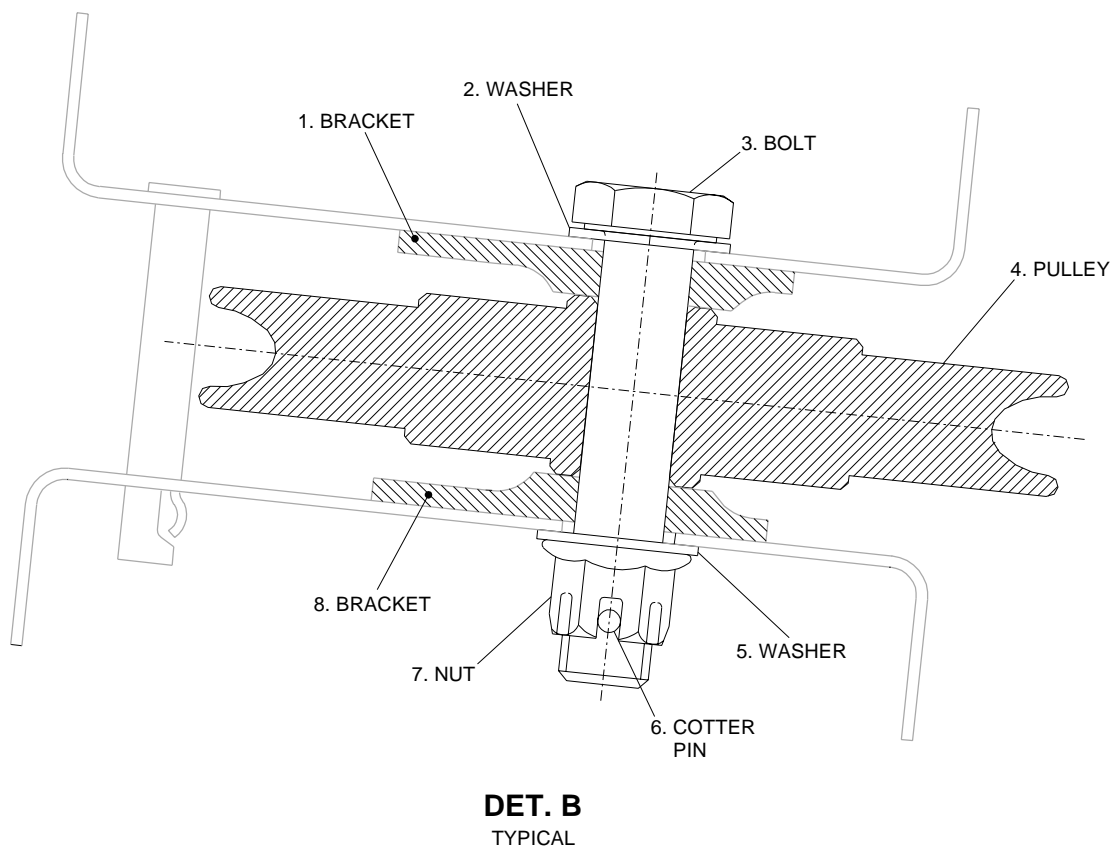 2. WASHER
1. BRACKET
3. BOLT
4. PULLEY
8. BRACKET
5. WASHER
7. NUT
6. COTTER
PIN
DET. B
TYPICAL